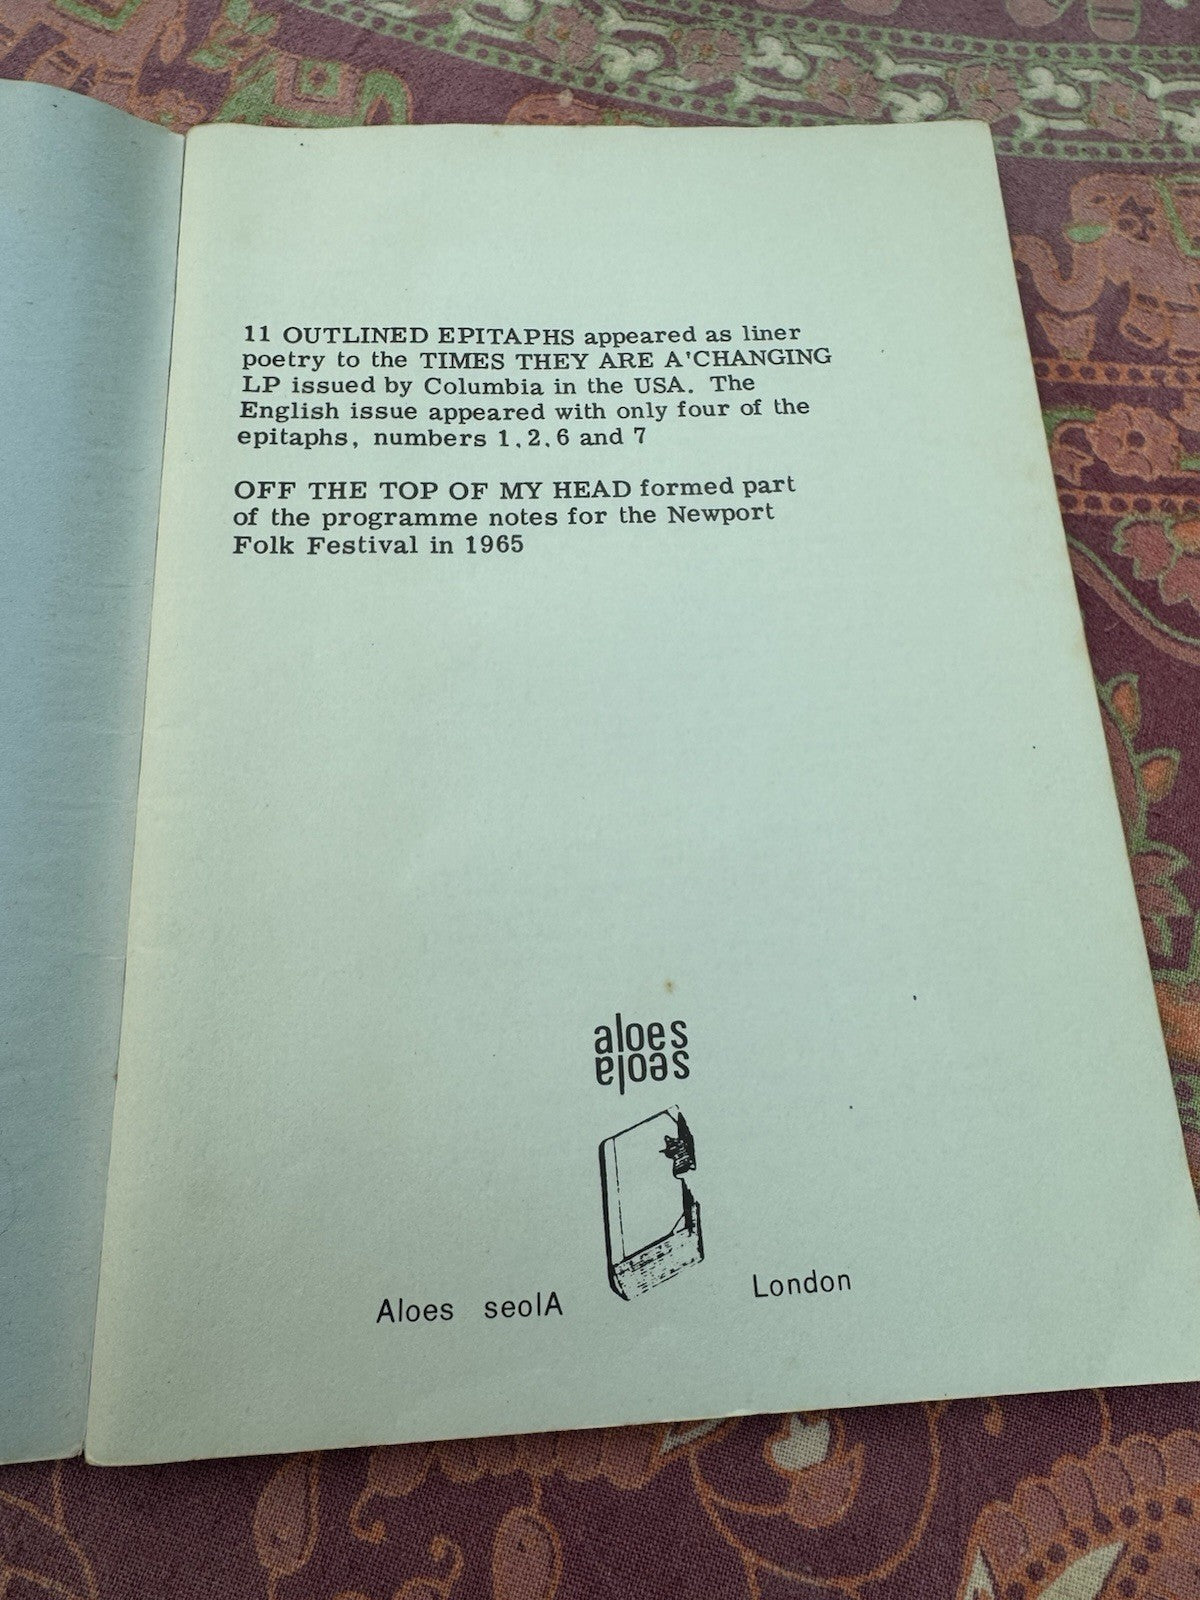 11 OUTLINED EPITAPHS appeared as liner
poetry to the TIMES THEY ARE A'CHANGING
LP issued by Columbia in the USA. The
English issue appeared with only four of the
epitaphs, numbers 1.2.6 and 7
OFF THE TOP OF MY HEAD formed part
of the programme notes for the Newport
Folk Festival in 1965
aloes
seola
Aloes seolA London